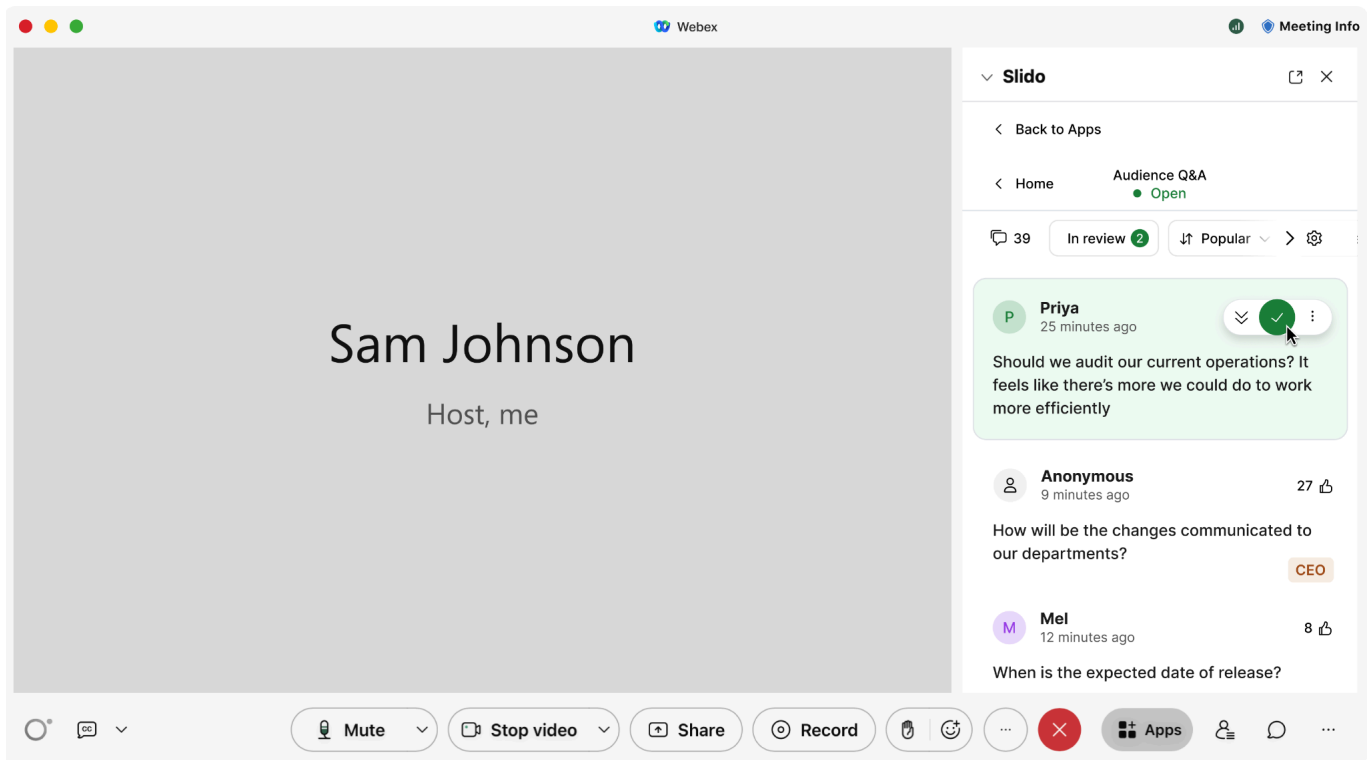 Webex
Meeting Info
Sam Johnson
Host, me
Slido
Back to Apps
Home
Audience Q&A
Open
39
In review 2
Popular
P
Priya
25 minutes ago
Should we audit our current operations? It
feels like there’s more we could do to work
more efficiently
Anonymous
9 minutes ago
27
How will be the changes communicated to
our departments?
CEO
M
Mel
12 minutes ago
8
When is the expected date of release?
CC
Mute
Stop video
Share
Record
Apps